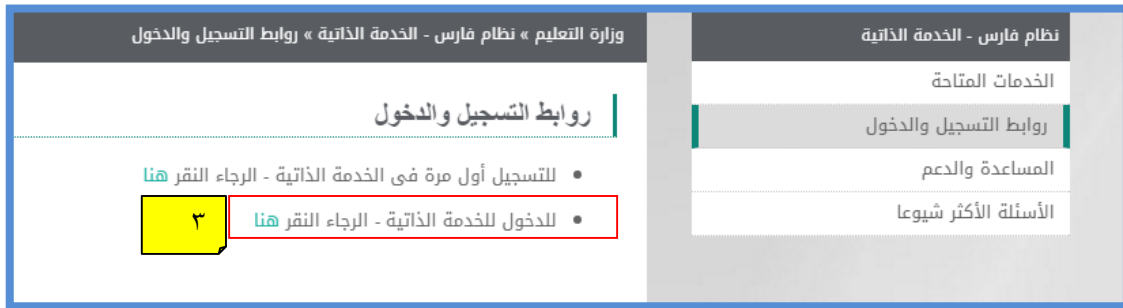 نظام فارس - الخدمة الذاتية
الخدمات المتاحة
روابط التسجيل والدخول
المساعدة والدعم
الأسئلة الأكثر شيوعا
وزارة التعليم » نظام فارس - الخدمة الذاتية » روابط التسجيل والدخول
روابط التسجيل والدخول
• للتسجيل أول مرة فى الخدمة الذاتية - الرجاء النقر هنا
• للدخول للخدمة الذاتية - الرجاء النقر هنا
٣